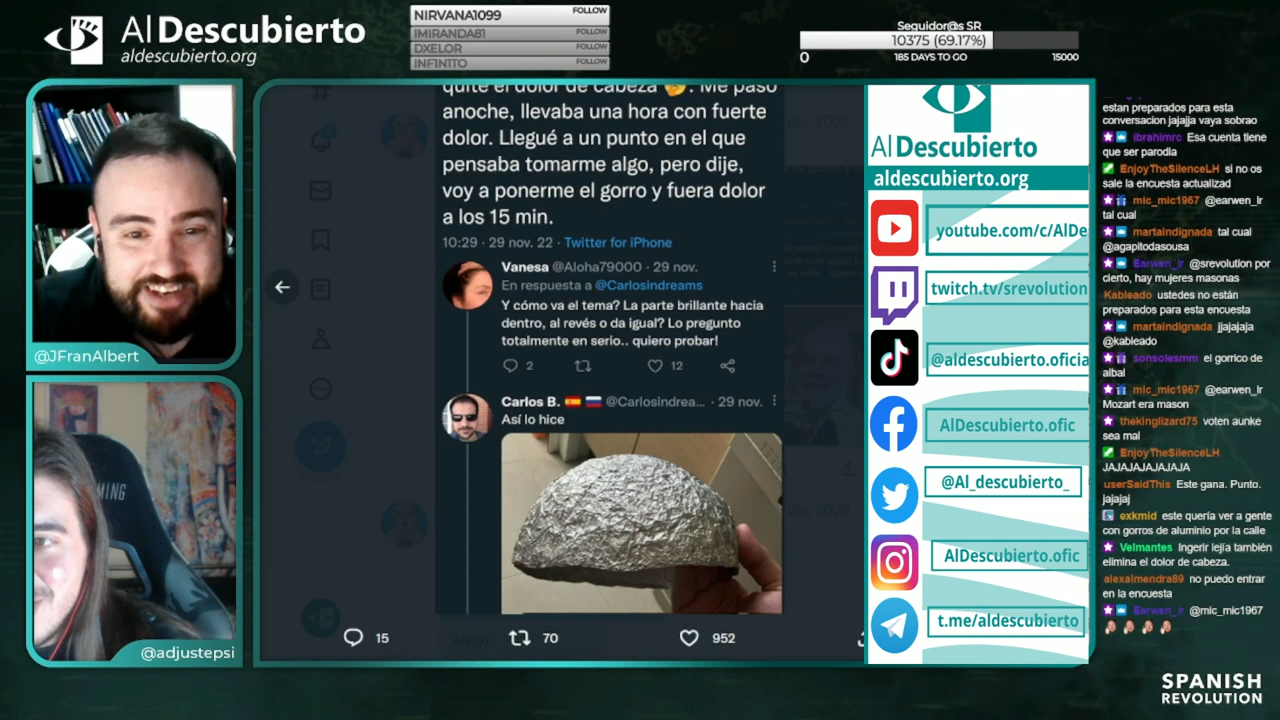 Al Descubierto
aldescubierto.org
NIRVANA1099 FOLLOW
IMIRANDA81 FOLLOW
DXELOR FOLLOW
INF1N1TO FOLLOW
Seguidor@s SR
10375 (69.17%)
0 185 DAYS TO GO 15000
@JFranAlbert
@adjustepsi
quite el dolor de cabeza. Me pasó
anoche, llevaba una hora con fuerte
dolor. Llegué a un punto en el que
pensaba tomarme algo, pero dije,
voy a ponerme el gorro y fuera dolor
a los 15 min.
10:29 · 29 nov. 22 · Twitter for iPhone
Vanesa @Aloha79000 · 29 nov.
En respuesta a @Carlosindreams
Y cómo va el tema? La parte brillante hacia
dentro, al revés o da igual? Lo pregunto
totalmente en serio.. quiero probar!
2 12
Carlos B. @Carlosindrea... · 29 nov.
Así lo hice
15 70 952
Al Descubierto
aldescubierto.org
youtube.com/c/AlDe
twitch.tv/srevolution
@aldescubierto.oficia
AlDescubierto.ofic
@Al_descubierto_
AlDescubierto.ofic
t.me/aldescubierto
estan preparados para esta
conversacion jajajja vaya sobrao
ibrahimrc Esa cuenta tiene
que ser parodia
EnjoyTheSilenceLH si no os
sale la encuesta actualizad
mic_mic1967 @earwen_lr
tal cual
martaindignada tal cual
@agapitodasousa
Earwen_ir @srevolution por
cierto, hay mujeres masonas
Kableado ustedes no están
preparados para esta encuesta
martaindignada jjajajaja
@kableado
sonsolesmm el gorrico de
albal
mic_mic1967 @earwen_lr
Mozart era mason
thekinglizard75 voten aunke
sea mal
EnjoyTheSilenceLH
JAJAJAJAJAJAJA
userSaidThis Este gana. Punto.
jajajaj
exkmid este quería ver a gente
con gorros de aluminio por la calle
Velmantes Ingerir lejía también
elimina el dolor de cabeza.
alexalmendra89 no puedo entrar
en la encuesta
Earwen_ir @mic_mic1967
SPANISH
REVOLUTION